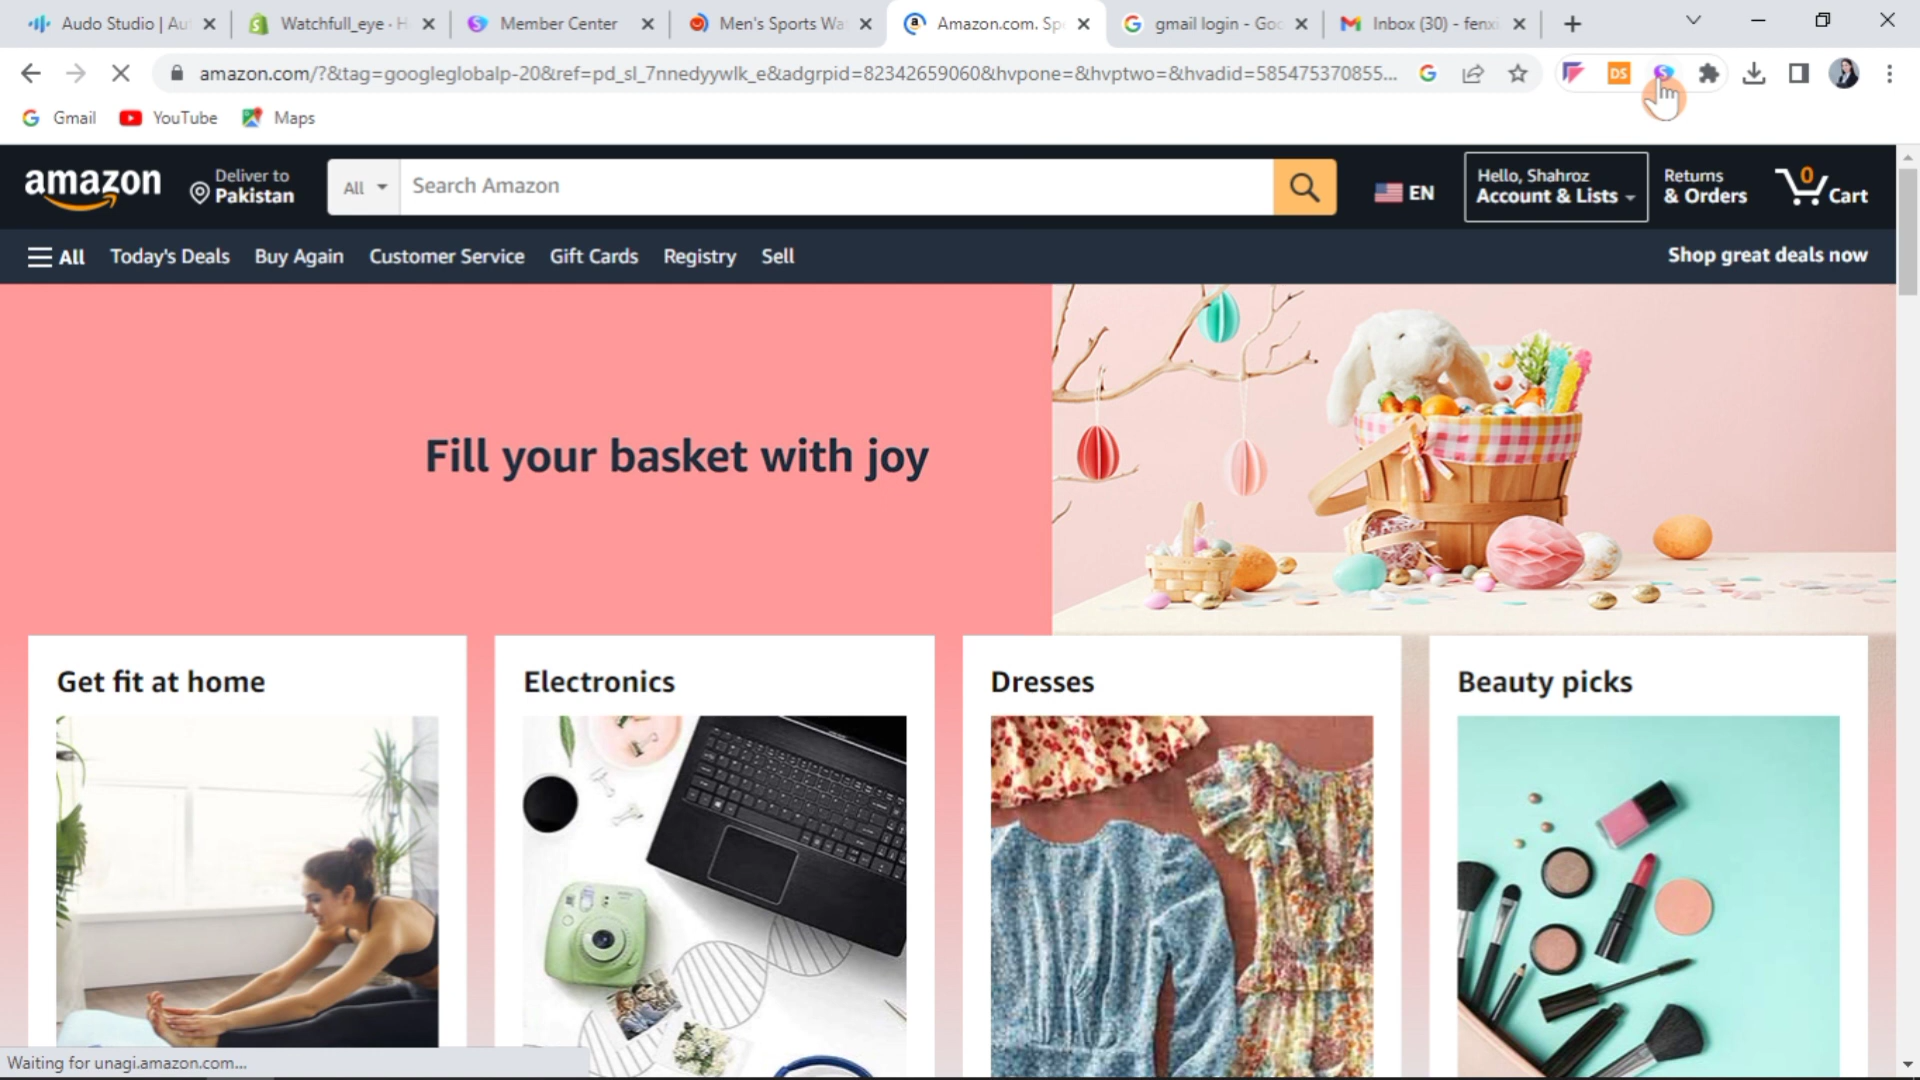 Audo Studio | Au
Watchfull_eye · H
Member Center
Men's Sports Wa
Amazon.com. Sp
gmail login - Goo
Inbox (30) - fenxi
amazon.com/?&tag=googleglobalp-20&ref=pd_sl_7nnedyywlk_e&adgrpid=82342659060&hvpone=&hvptwo=&hvadid=585475370855...
DS
Gmail
YouTube
Maps
amazon
Deliver to
Pakistan
All
Search Amazon
EN
Hello, Shahroz
Account & Lists
Returns
& Orders
0
Cart
All
Today's Deals
Buy Again
Customer Service
Gift Cards
Registry
Sell
Shop great deals now
Fill your basket with joy
Get fit at home
Electronics
Dresses
Beauty picks
Waiting for unagi.amazon.com...